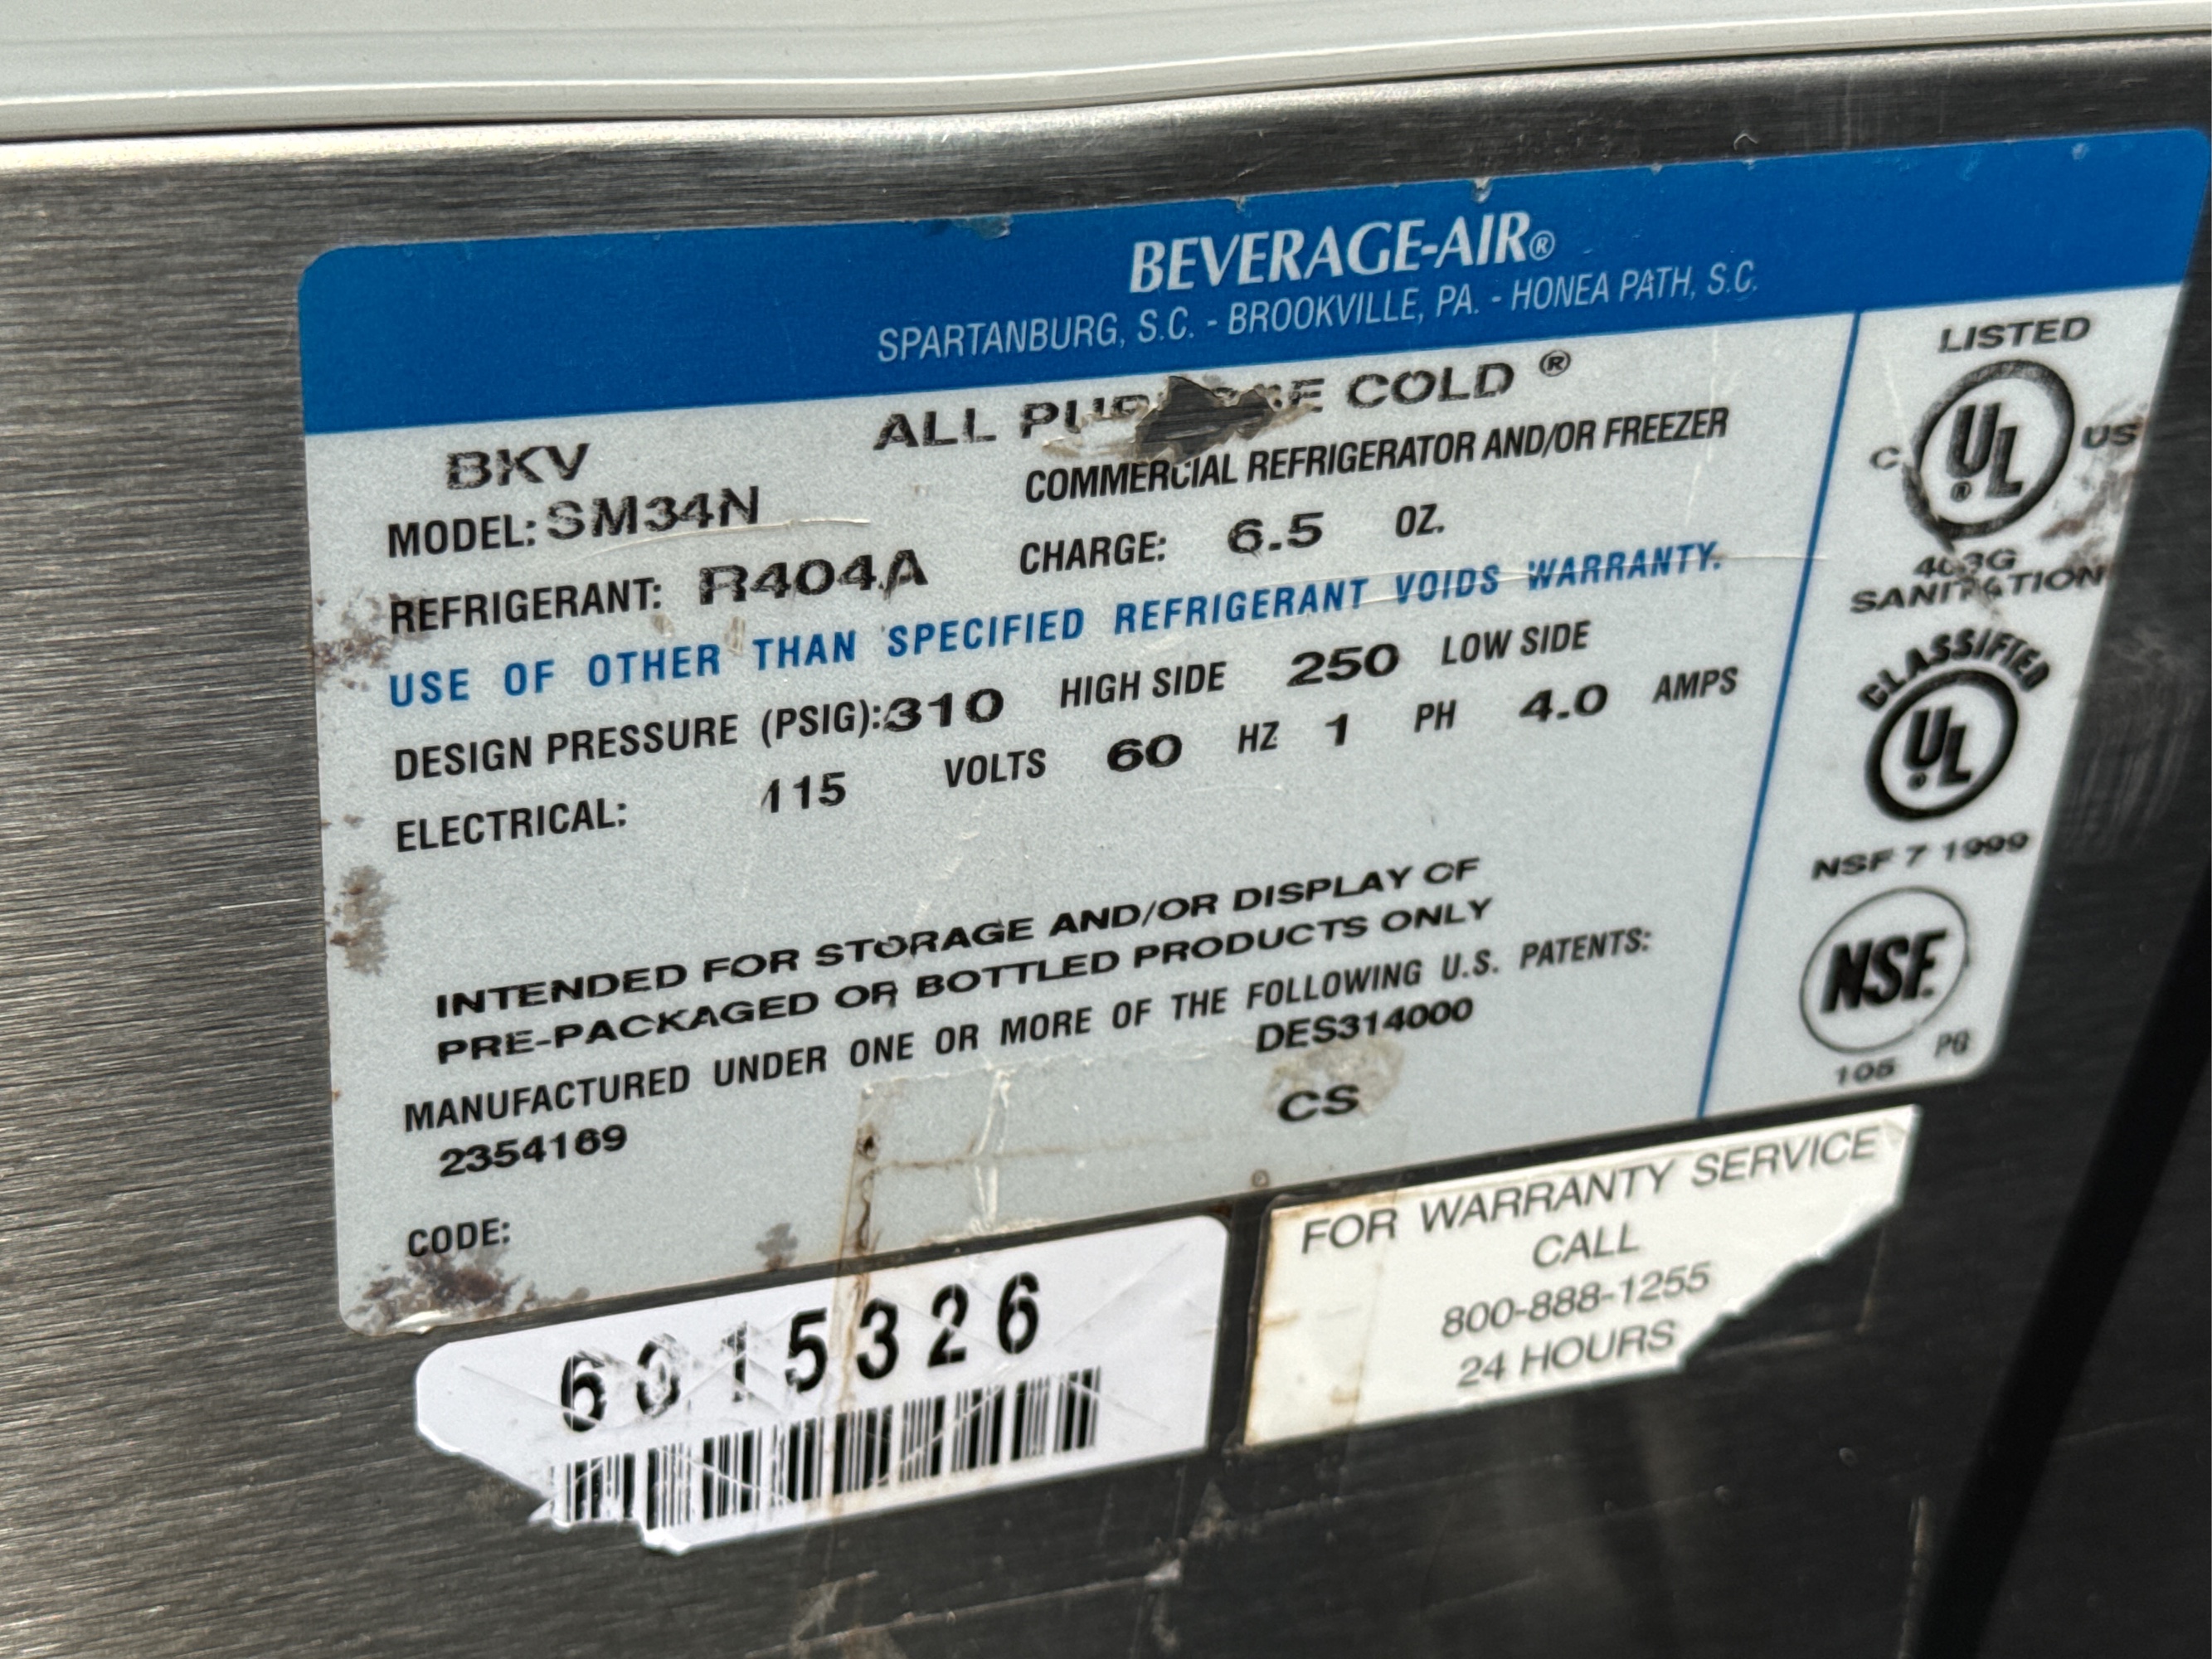 BEVERAGE-AIR®
SPARTANBURG, S.C. - BROOKVILLE, PA. - HONEA PATH, S.C.
ALL COLD ®
BKV
COMMERCIAL REFRIGERATOR AND/OR FREEZER
MODEL: SM34N
REFRIGERANT: R404A CHARGE: 6.5 OZ.
USE OF OTHER THAN SPECIFIED REFRIGERANT VOIDS WARRANTY.
DESIGN PRESSURE (PSIG): 310 HIGH SIDE 250 LOW SIDE
ELECTRICAL: 115 VOLTS 60 HZ 1 PH 4.0 AMPS
INTENDED FOR STORAGE AND/OR DISPLAY OF
PRE-PACKAGED OR BOTTLED PRODUCTS ONLY
MANUFACTURED UNDER ONE OR MORE OF THE FOLLOWING U.S. PATENTS:
2354169 DES314000
CS
CODE:
LISTED
C UL® US
SANITATION
CLASSIFIED
UL®
NSF 7 1999
NSF.
105 PQ
6015326
FOR WARRANTY SERVICE
CALL
800-888-1255
24 HOURS